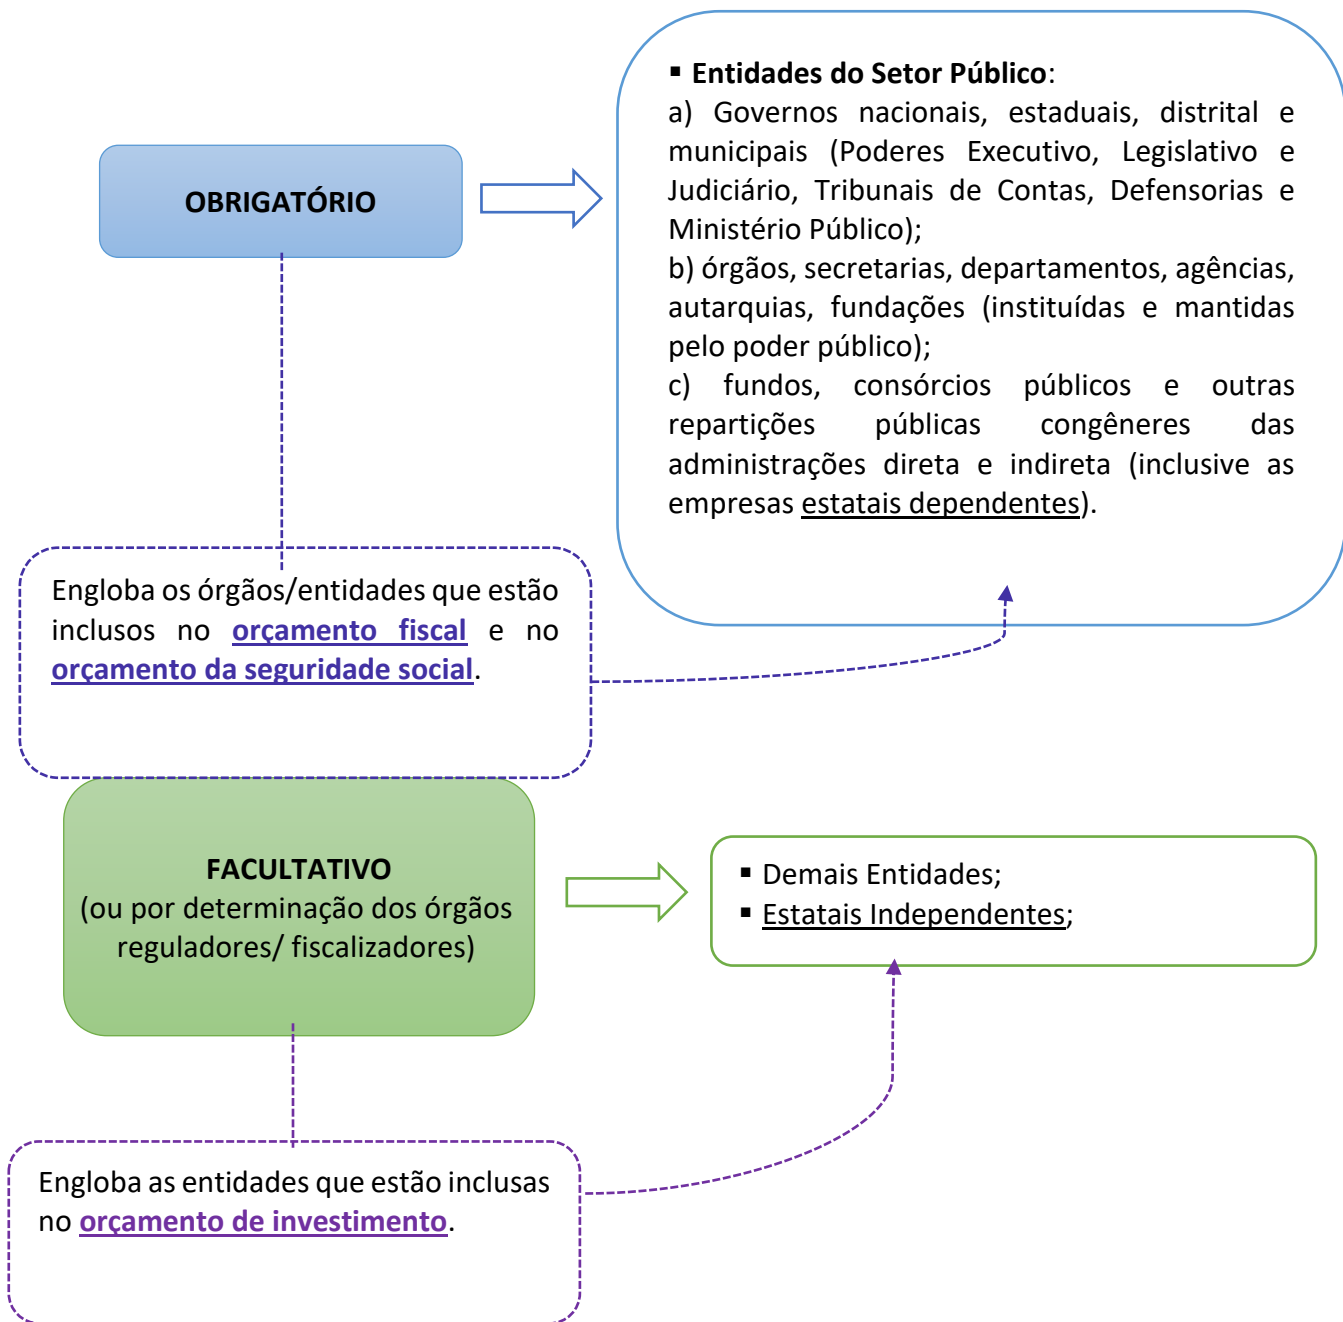 OBRIGATÓRIO
▪ Entidades do Setor Público:
a) Governos nacionais, estaduais, distrital e
municipais (Poderes Executivo, Legislativo e
Judiciário, Tribunais de Contas, Defensorias e
Ministério Público);
b) órgãos, secretarias, departamentos, agências,
autarquias, fundações (instituídas e mantidas
pelo poder público);
c) fundos, consórcios públicos e outras
repartições públicas congêneres das
administrações direta e indireta (inclusive as
empresas estatais dependentes).
Engloba os órgãos/entidades que estão
inclusos no orçamento fiscal e no
orçamento da seguridade social.
FACULTATIVO
(ou por determinação dos órgãos
reguladores/ fiscalizadores)
▪ Demais Entidades;
▪ Estatais Independentes;
Engloba as entidades que estão inclusas
no orçamento de investimento.